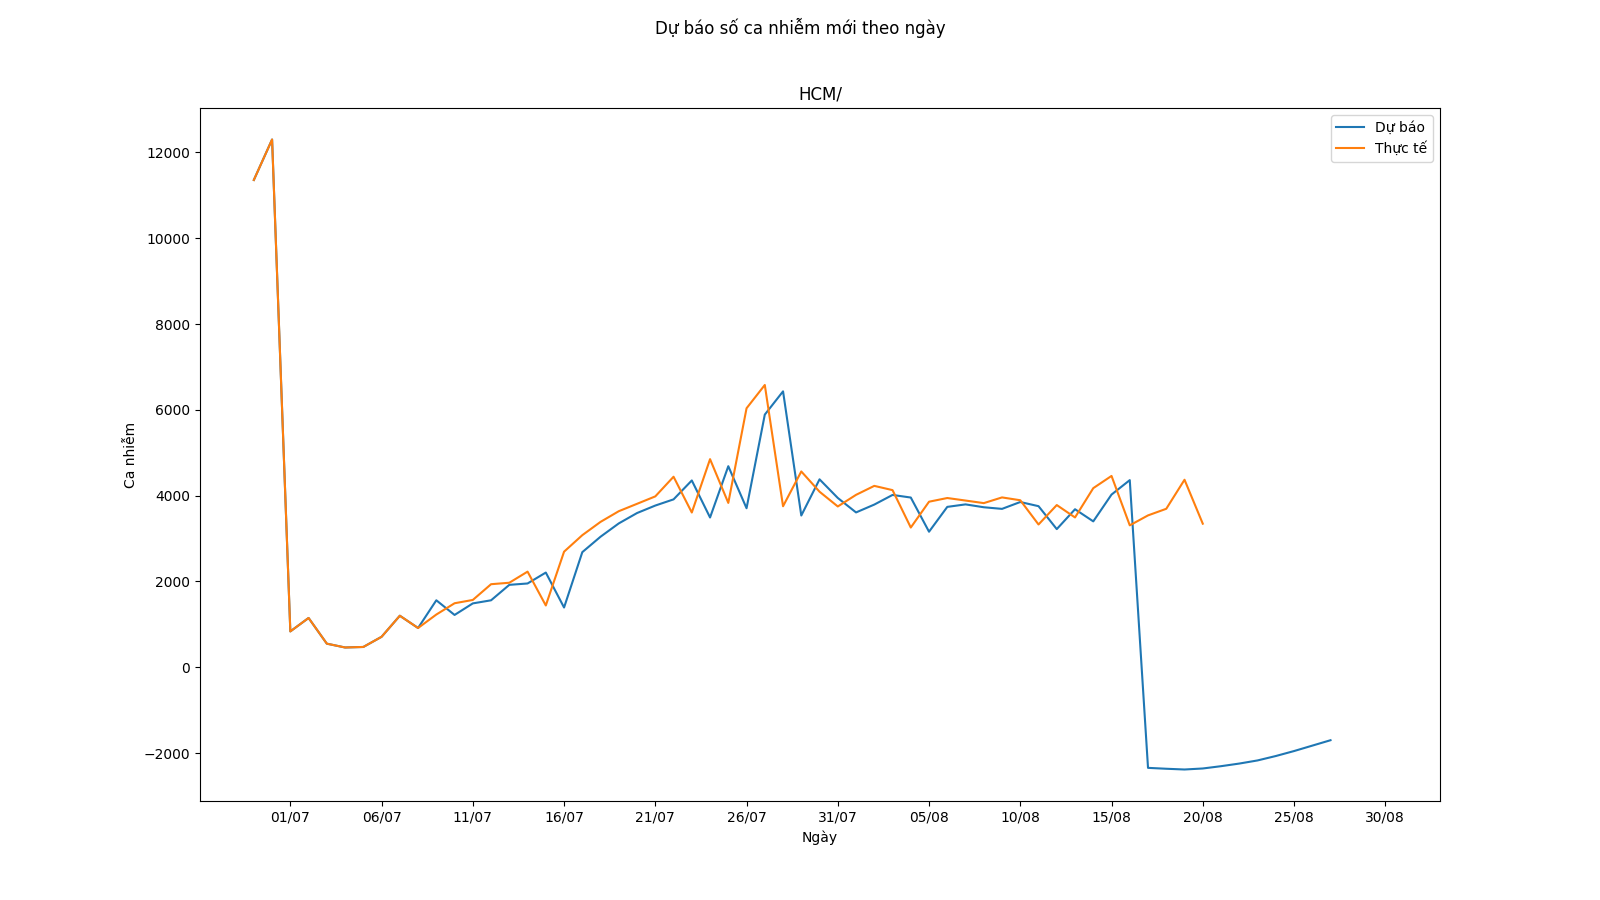 Dự báo số ca nhiễm mới theo ngày
HCM/
Dự báo
Thực tế
12000
10000
8000
6000
4000
2000
0
−2000
Ca nhiễm
01/07 06/07 11/07 16/07 21/07 26/07 31/07 05/08 10/08 15/08 20/08 25/08 30/08
Ngày